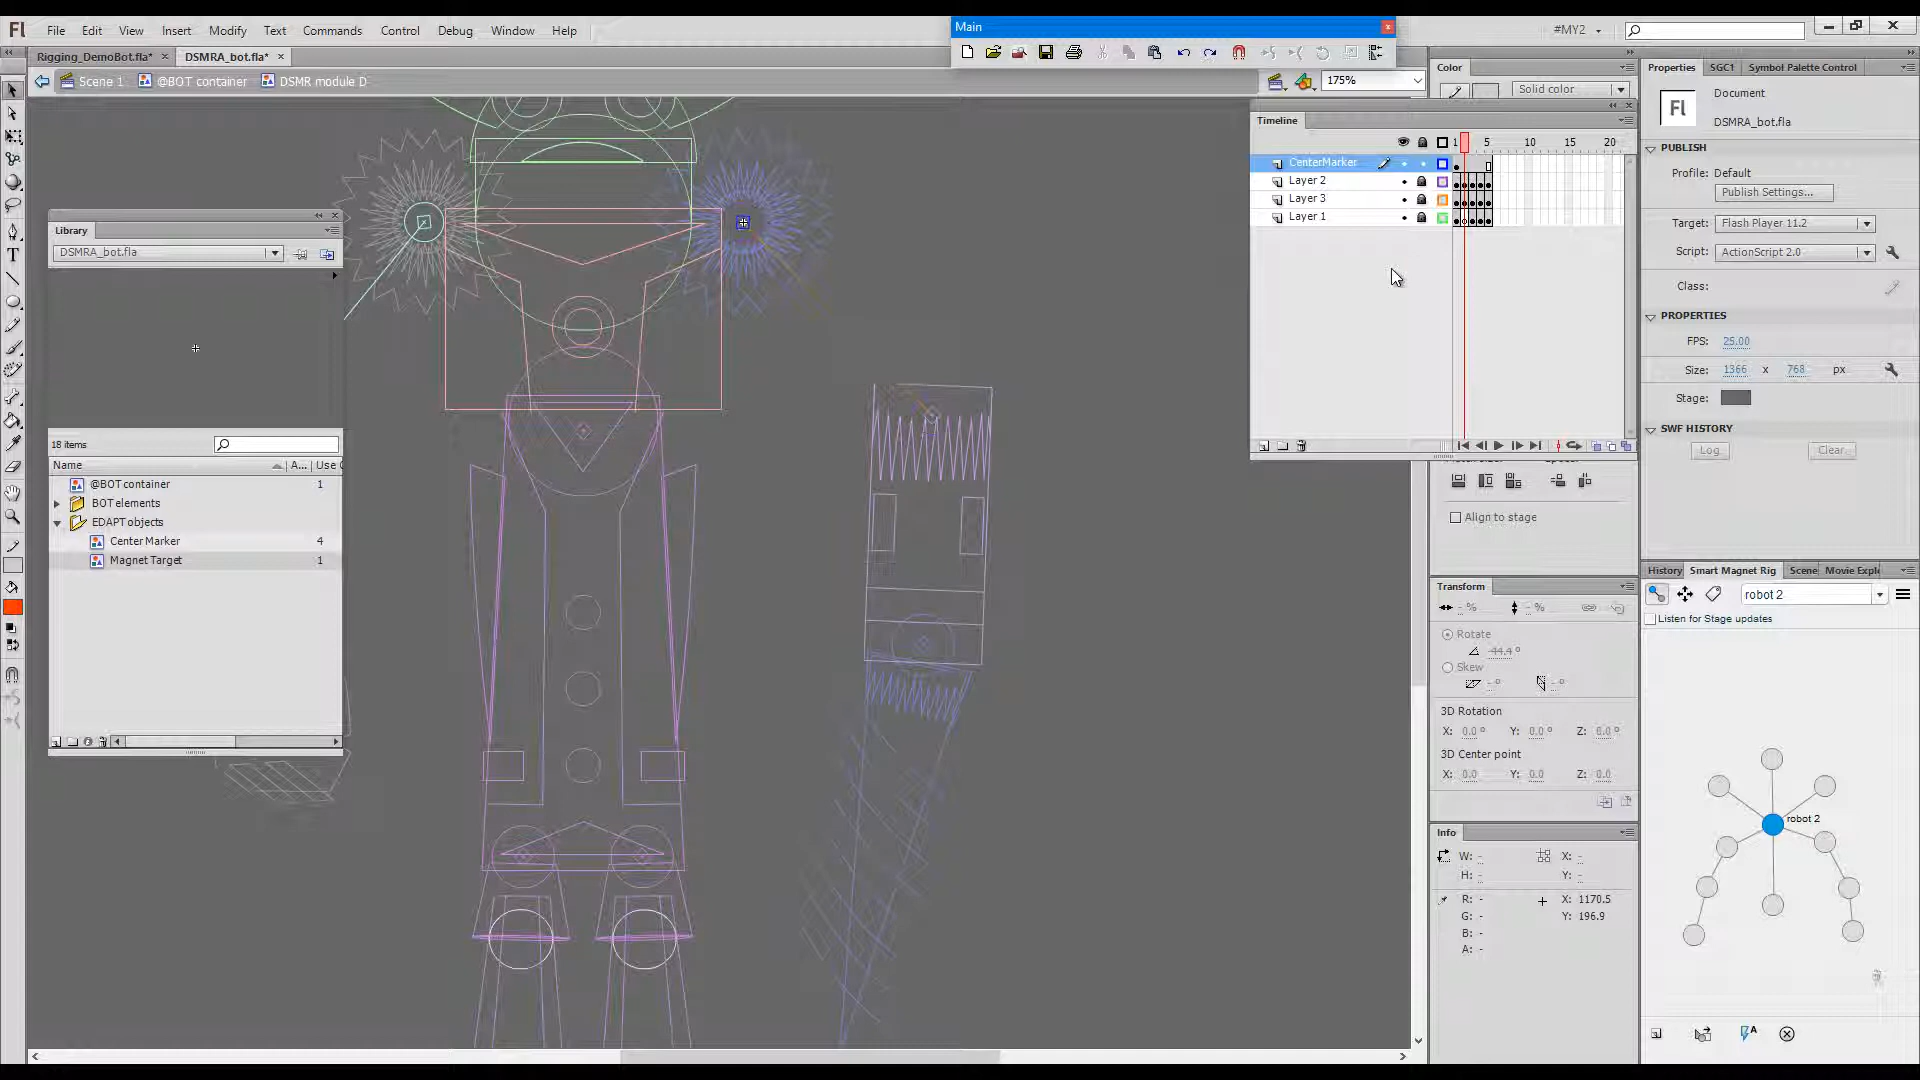 Main
Fl File Edit View Insert Modify Text Commands Control Debug Window Help
#MY2
Rigging_DemoBot.fla* × DSMRA_bot.fla* ×
Scene 1 @BOT container DSMR module D
175%
Library
DSMRA_bot.fla
18 items
Name A... Use C
@BOT container 1
BOT elements
EDAPT objects
Center Marker 4
Magnet Target 1
Timeline
1 5 10 15 20
CenterMarker
Layer 2
Layer 3
Layer 1
Color
Solid color
Align to stage
Transform
- % - %
Rotate
-44.4 °
Skew
- ° - °
3D Rotation
X: 0.0 ° Y: 0.0 ° Z: 0.0 °
3D Center point
X: 0.0 Y: 0.0 Z: 0.0
Info
W: - X: -
H: - Y: -
R: - X: 1170.5
G: - Y: 196.9
B: -
A: -
Properties SGC1 Symbol Palette Control
Fl
Document
DSMRA_bot.fla
PUBLISH
Profile: Default
Publish Settings...
Target: Flash Player 11.2
Script: ActionScript 2.0
Class:
PROPERTIES
FPS: 25.00
Size: 1366 x 768 px
Stage:
SWF HISTORY
Log Clear
History Smart Magnet Rig Scene Movie Expl
robot 2
Listen for Stage updates
robot 2